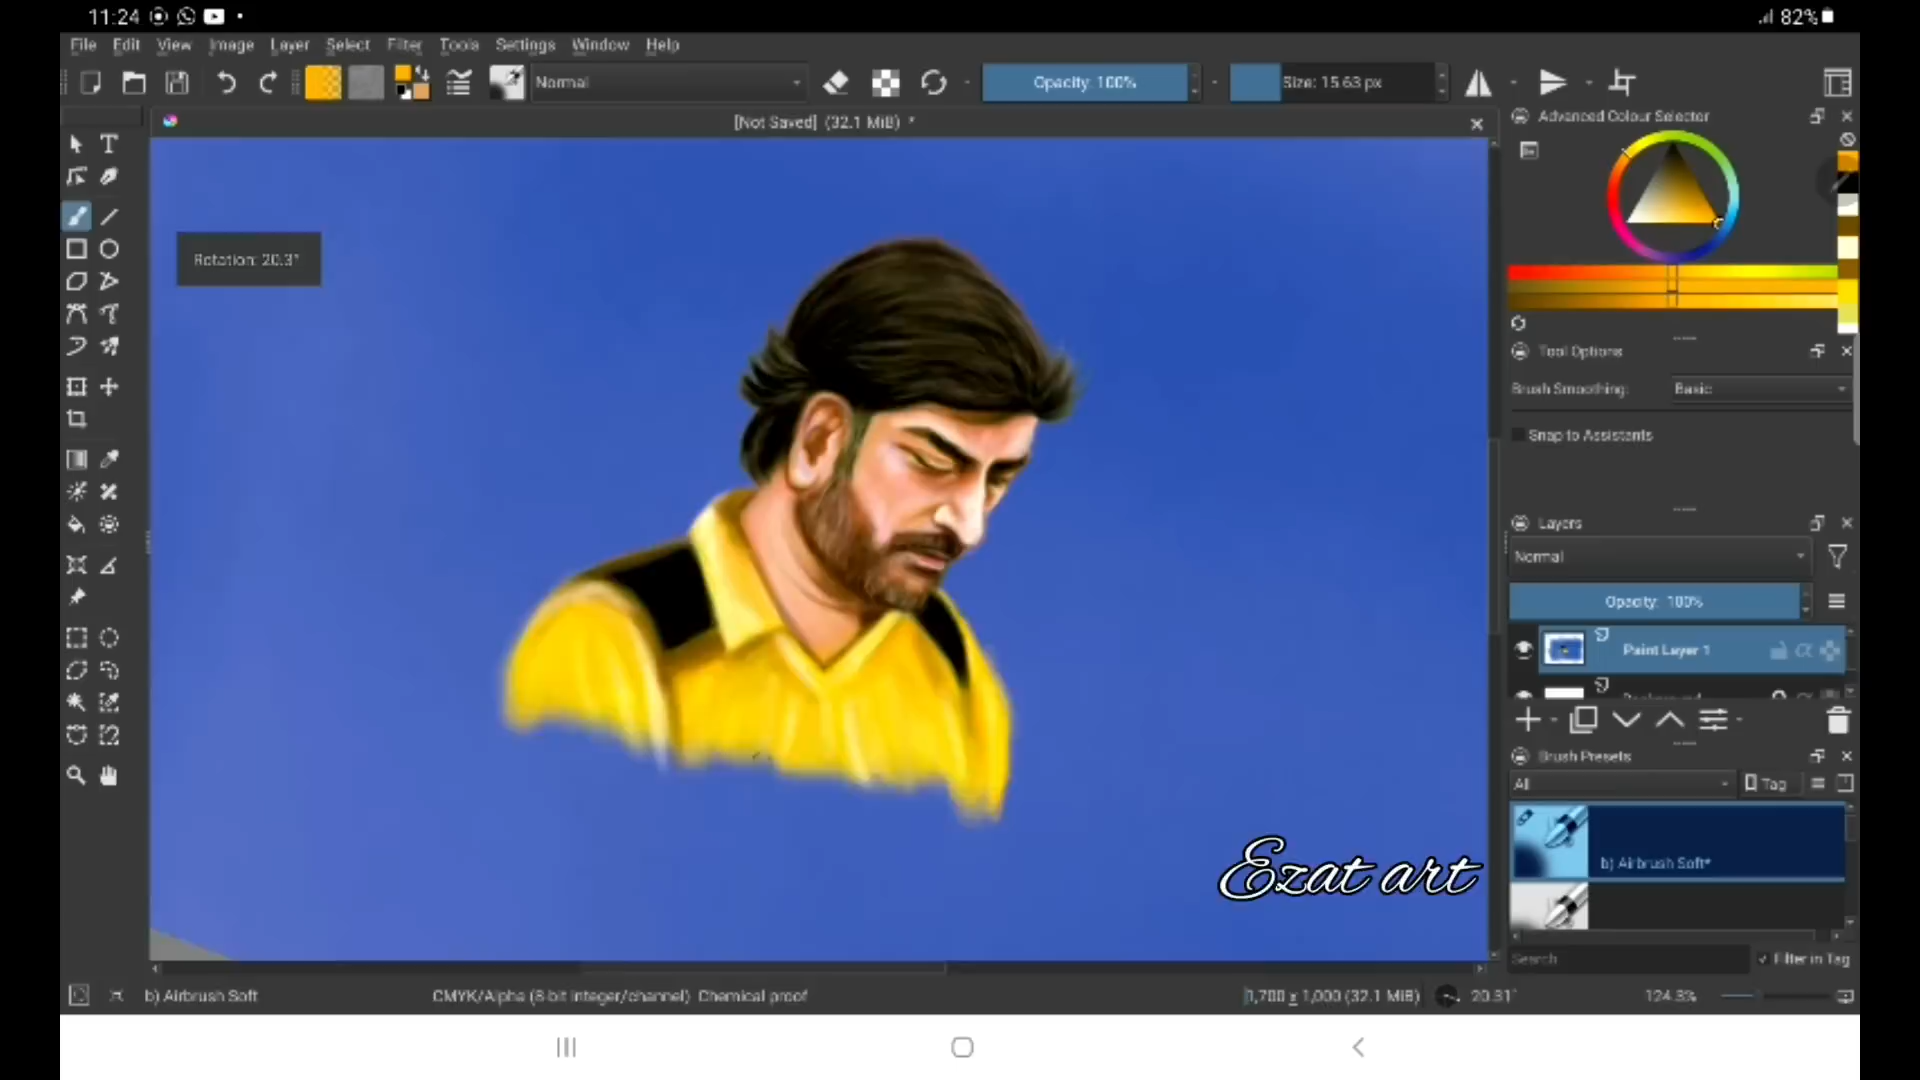 11:24
82%
File Edit View Image Layer Select Filter Tools Settings Window Help
Normal
Opacity: 100%
Size: 15.63 px
[Not Saved] (32.1 MiB) *
Advanced Colour Selector
Rotation: 20.3°
Tool Options
Brush Smoothing: Basic
Snap to Assistants
Layers
Normal
Opacity: 100%
Paint Layer 1
Brush Presets
All
Tag
b) Airbrush Soft*
Ezat art
Search
Filter in Tag
b) Airbrush Soft
CMYK/Alpha (8-bit integer/channel) Chemical proof
1,700 x 1,000 (32.1 MiB)
20.31°
124.3%